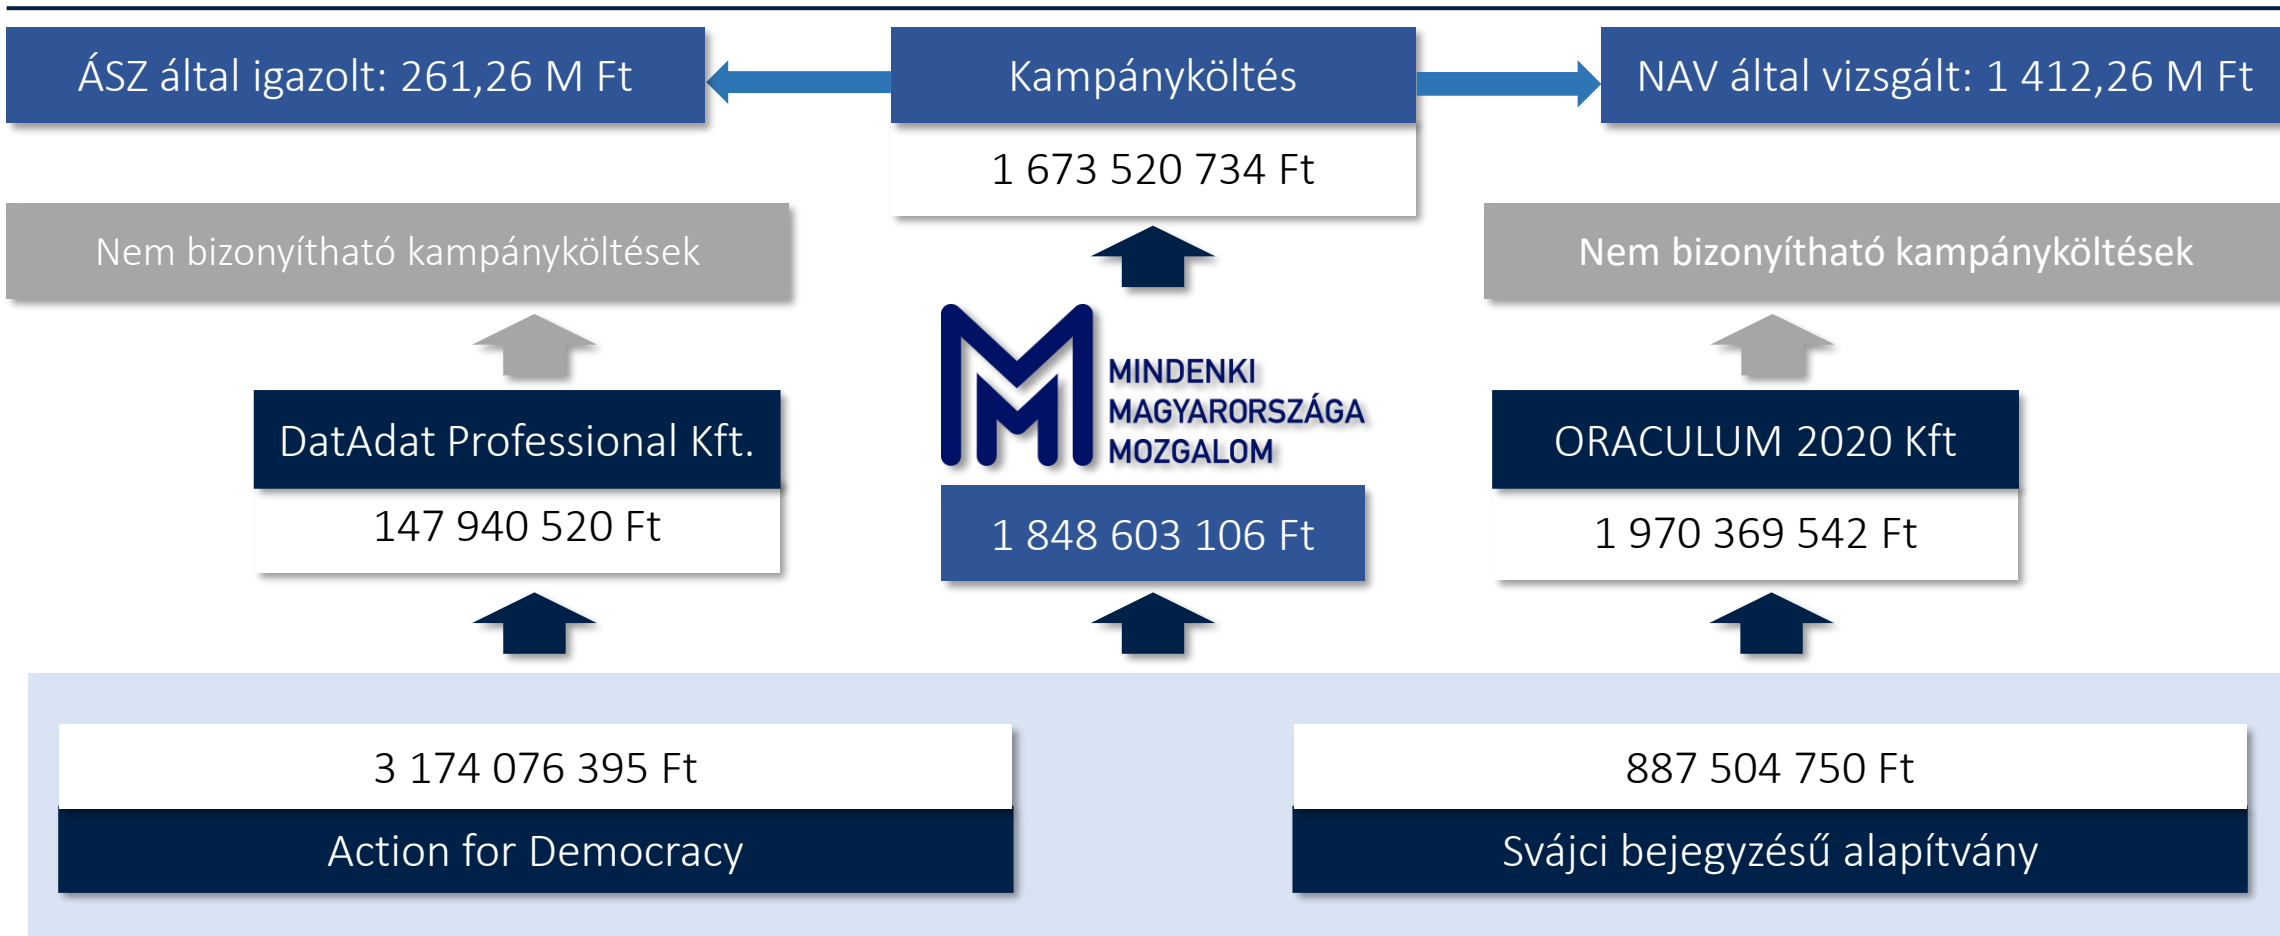 ÁSZ által igazolt: 261,26 M Ft
Kampányköltés
NAV által vizsgált: 1 412,26 M Ft
1 673 520 734 Ft
Nem bizonyítható kampányköltések
Nem bizonyítható kampányköltések
MINDENKI
MAGYARORSZÁGA
MOZGALOM
DatAdat Professional Kft.
ORACULUM 2020 Kft
147 940 520 Ft
1 848 603 106 Ft
1 970 369 542 Ft
3 174 076 395 Ft
887 504 750 Ft
Action for Democracy
Svájci bejegyzésű alapítvány